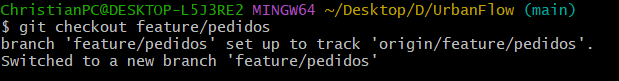 ChristianPC@DESKTOP-L5J3RE2 MINGW64 ~/Desktop/D/UrbanFlow (main)
$ git checkout feature/pedidos
branch 'feature/pedidos' set up to track 'origin/feature/pedidos'.
Switched to a new branch 'feature/pedidos'